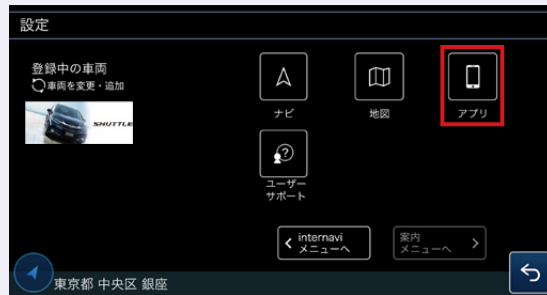 設定
登録中の車両
車両を変更・追加
SHUTTLE
ナビ
地図
アプリ
?
ユーザー
サポート
internavi
メニューへ
案内
メニューへ
東京都 中央区 銀座